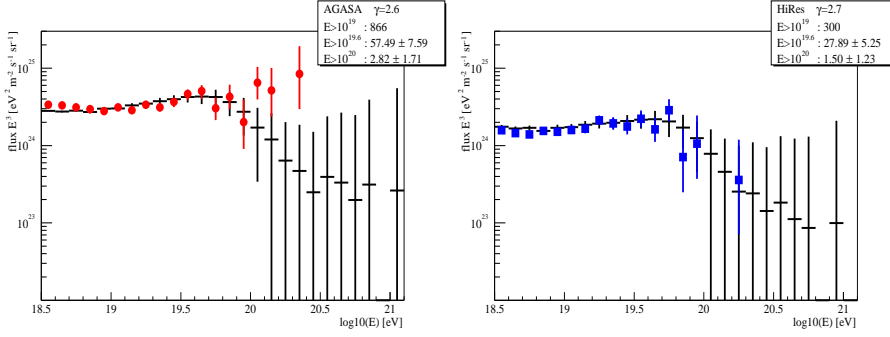 AGASA γ=2.6
E>10^19 : 866
E>10^19.6 : 57.49 ± 7.59
E>10^20 : 2.82 ± 1.71
flux E^3 [eV^2 m^-2 s^-1 sr^-1]
10^25
10^24
10^23
18.5 19 19.5 20 20.5 21
log10(E) [eV]
HiRes γ=2.7
E>10^19 : 300
E>10^19.6 : 27.89 ± 5.25
E>10^20 : 1.50 ± 1.23
flux E^3 [eV^2 m^-2 s^-1 sr^-1]
10^25
10^24
10^23
18.5 19 19.5 20 20.5 21
log10(E) [eV]